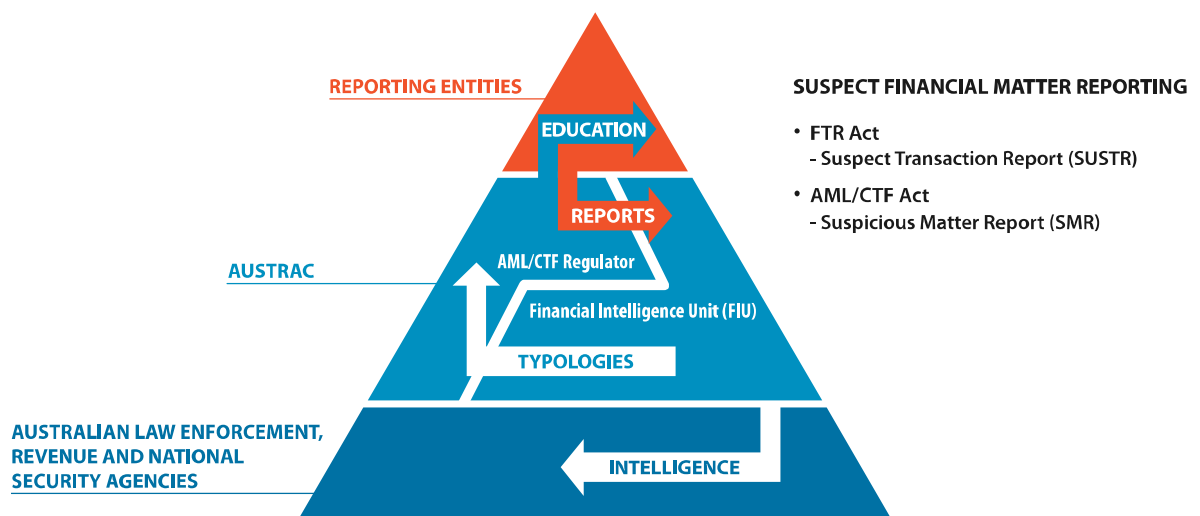 REPORTING ENTITIES
EDUCATION
REPORTS
AUSTRAC
AML/CTF Regulator
Financial Intelligence Unit (FIU)
TYPOLOGIES
AUSTRALIAN LAW ENFORCEMENT,
REVENUE AND NATIONAL
SECURITY AGENCIES
INTELLIGENCE
SUSPECT FINANCIAL MATTER REPORTING
• FTR Act
- Suspect Transaction Report (SUSTR)
• AML/CTF Act
- Suspicious Matter Report (SMR)